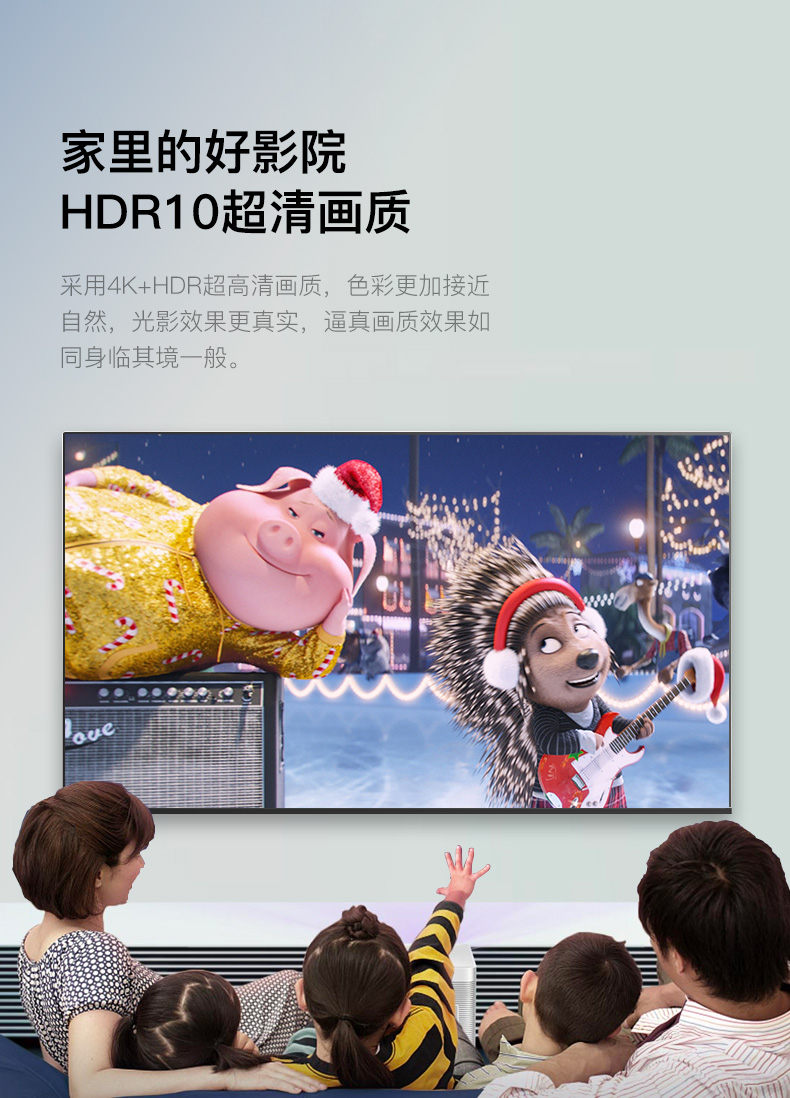 家里的好影院
HDR10超清画质
采用4K+HDR超高清画质，色彩更加接近
自然，光影效果更真实，逼真画质效果如
同身临其境一般。
ove